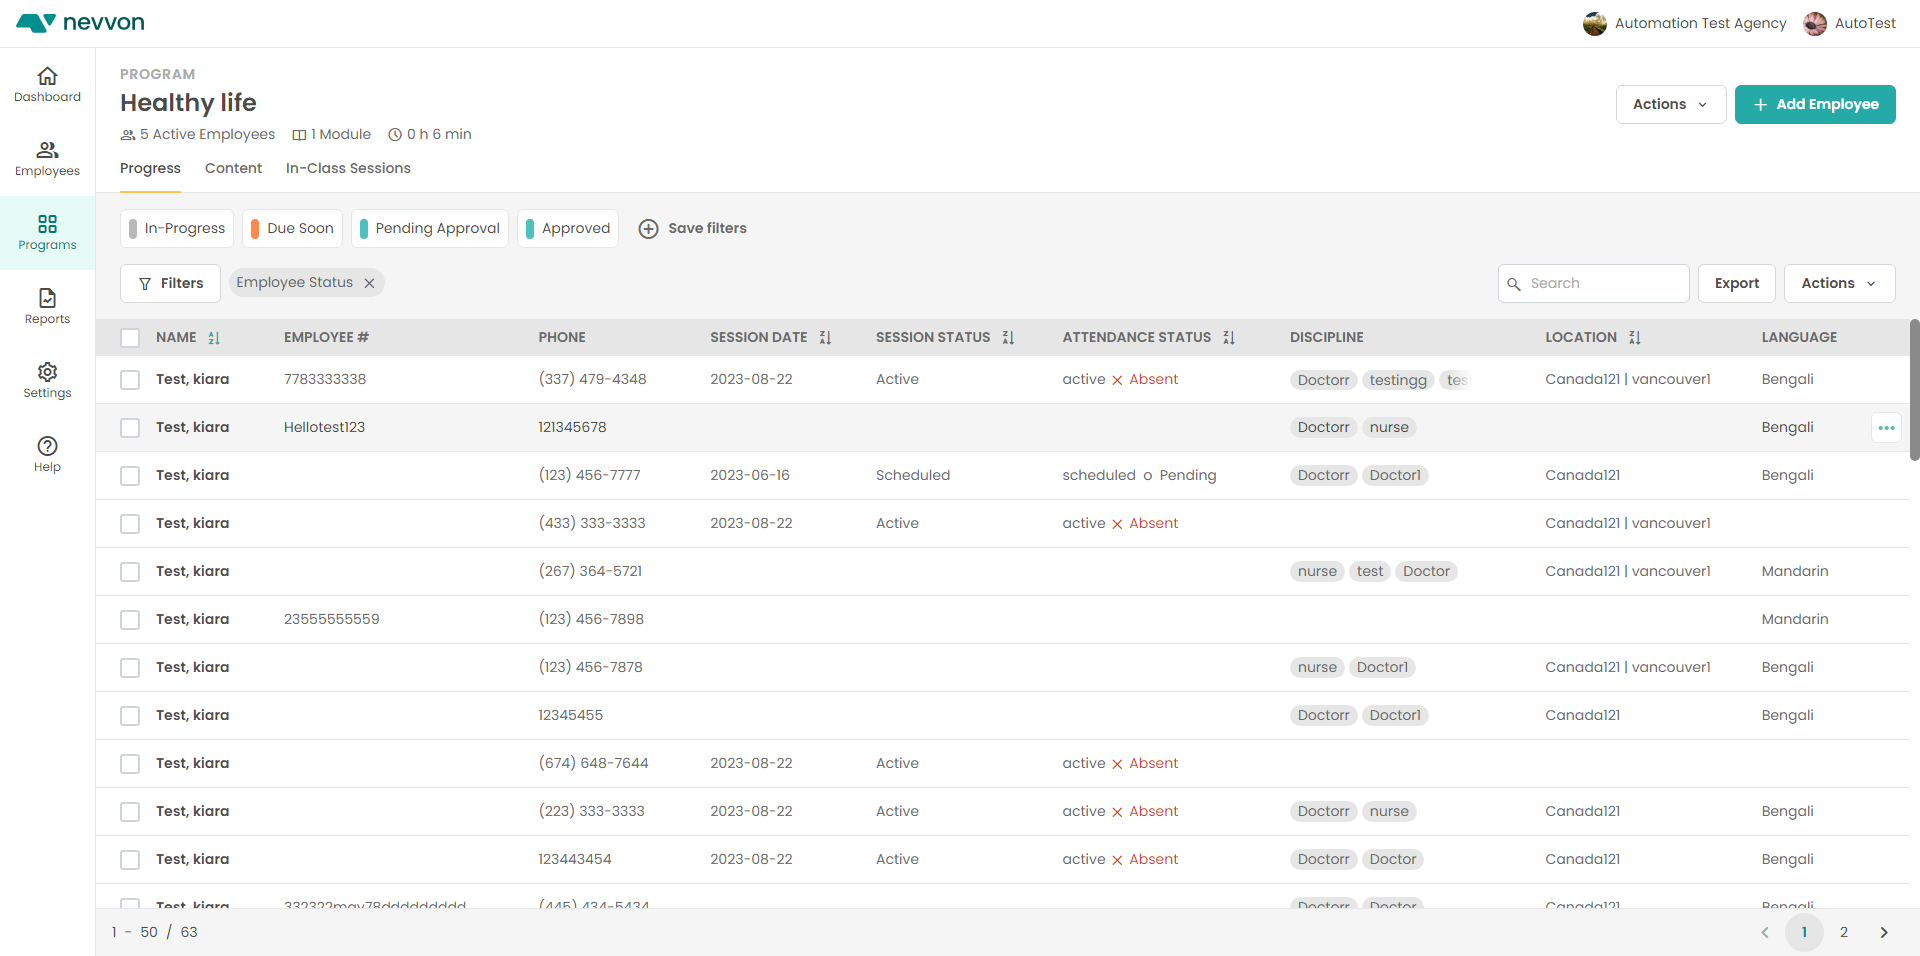 nevvon
Automation Test Agency
AutoTest
Dashboard
Employees
Programs
Reports
Settings
Help
PROGRAM
Healthy life
5 Active Employees 1 Module 0 h 6 min
Actions
+ Add Employee
Progress Content In-Class Sessions
In-Progress Due Soon Pending Approval Approved Save filters
Filters Employee Status
Search Export Actions
NAME EMPLOYEE # PHONE SESSION DATE SESSION STATUS ATTENDANCE STATUS DISCIPLINE LOCATION LANGUAGE
Test, kiara 7783333338 (337) 479-4348 2023-08-22 Active active × Absent Doctorr testingg Canada121 | vancouver1 Bengali
Test, kiara Hellotest123 121345678 Doctorr nurse Bengali
Test, kiara (123) 456-7777 2023-06-16 Scheduled scheduled o Pending Doctorr Doctor1 Canada121 Bengali
Test, kiara (433) 333-3333 2023-08-22 Active active × Absent Canada121 | vancouver1
Test, kiara (267) 364-5721 nurse test Doctor Canada121 | vancouver1 Mandarin
Test, kiara 23555555559 (123) 456-7898 Mandarin
Test, kiara (123) 456-7878 nurse Doctor1 Canada121 | vancouver1 Bengali
Test, kiara 12345455 Doctorr Doctor1 Canada121 Bengali
Test, kiara (674) 648-7644 2023-08-22 Active active × Absent
Test, kiara (223) 333-3333 2023-08-22 Active active × Absent Doctorr nurse Canada121 Bengali
Test, kiara 123443454 2023-08-22 Active active × Absent Doctorr Doctor Canada121 Bengali
Test, kiara (445) 434-5434 Doctorr Doctor Canada121 Bengali
1 - 50 / 63
1 2